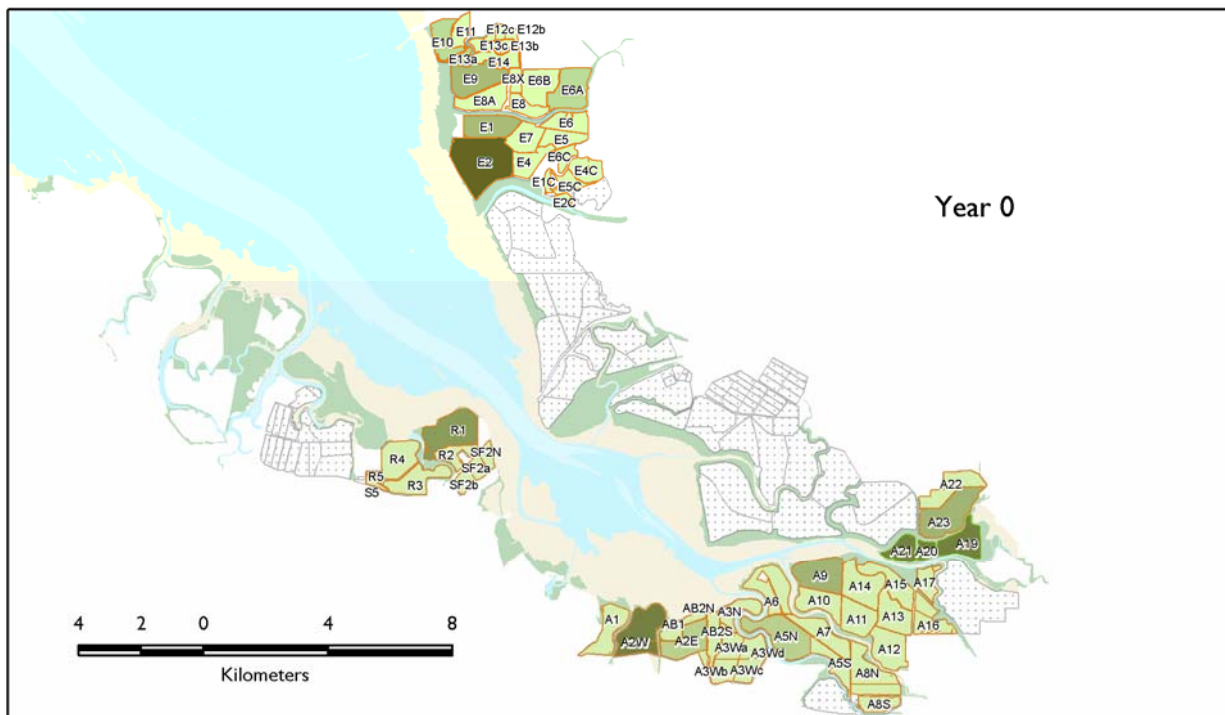 E11
E12c
E12b
E10
E13c
E13b
E13a
E14
E9
E8X
E6B
E6A
E8A
E8
E1
E6
E7
E5
E2
E4
E6C
E4C
E1C
E5C
E2C
Year 0
R1
R4
R2
SF2N
SF2a
R5
R3
SF2b
S5
A22
A23
A21
A20
A19
A9
A14
A15
A17
A6
A10
A1
AB2N
A3N
A11
A13
A16
AB1
AB2S
A5N
A7
A2W
A2E
A3Wa
A3Wd
A12
A3Wb
A3Wc
A5S
A8N
A8S
4 2 0 4 8
Kilometers